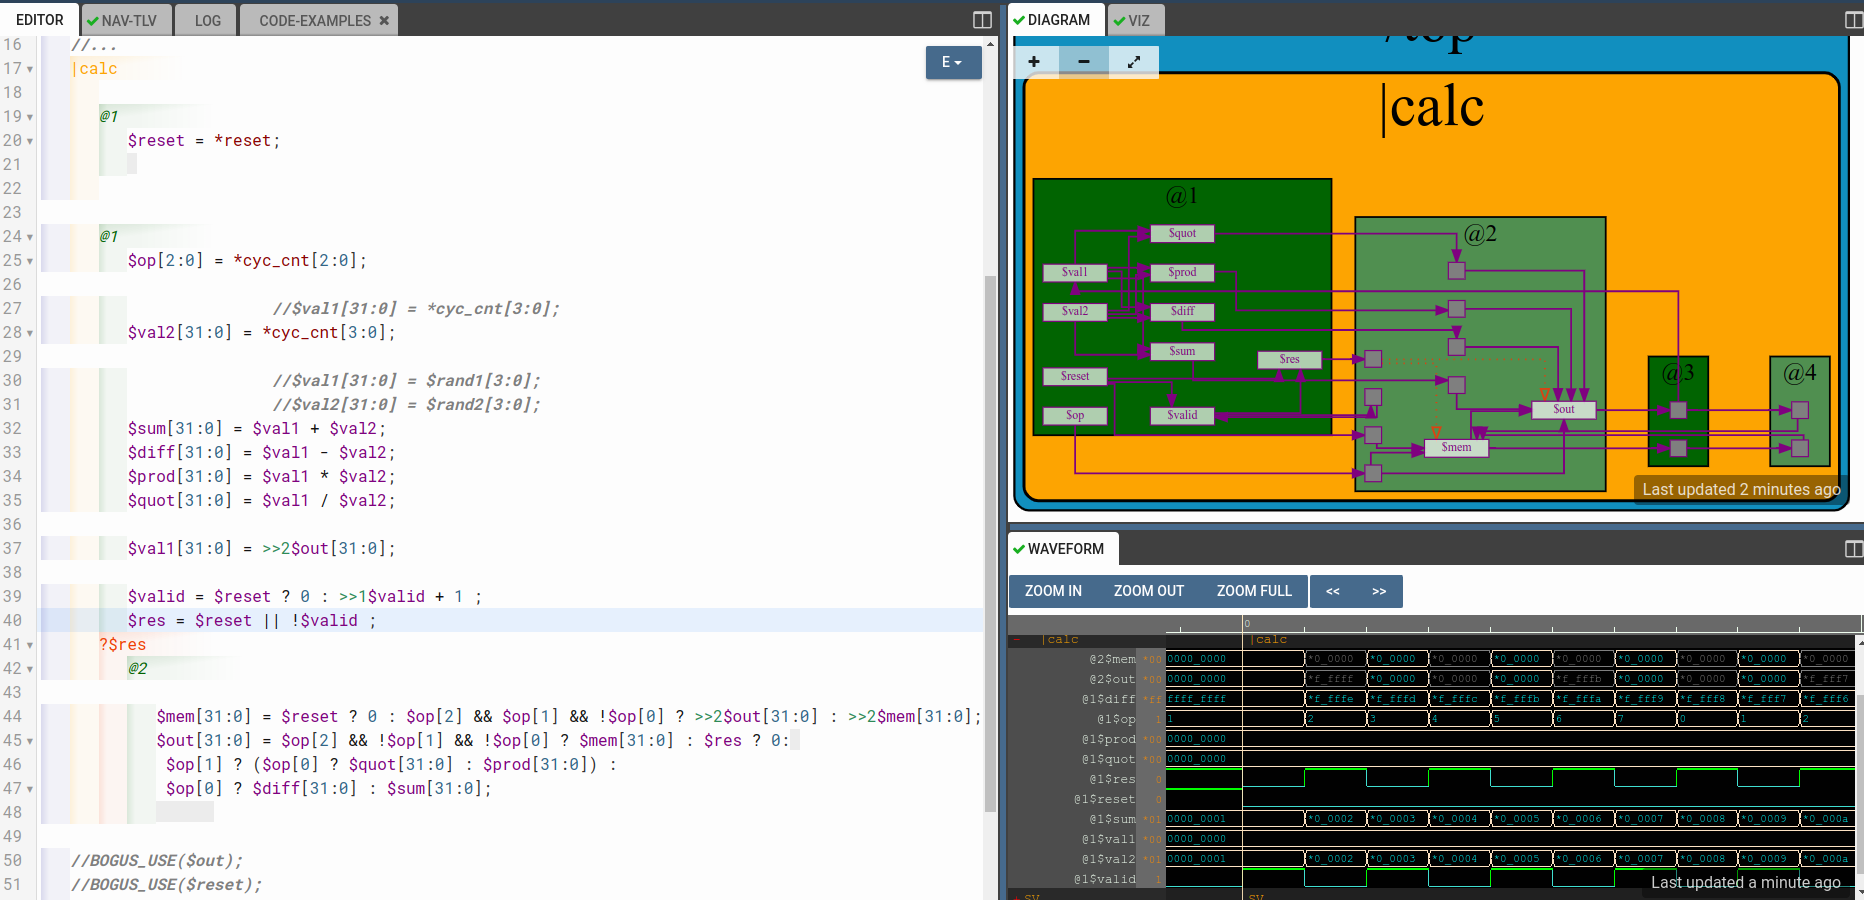 EDITOR
NAV-TLV
LOG
CODE-EXAMPLES ✖
E
16 //...
17 |calc
18
19 @1
20 $reset = *reset;
21
22
23
24 @1
25 $op[2:0] = *cyc_cnt[2:0];
26
27 //$val1[31:0] = *cyc_cnt[3:0];
28 $val2[31:0] = *cyc_cnt[3:0];
29
30 //$val1[31:0] = $rand1[3:0];
31 //$val2[31:0] = $rand2[3:0];
32 $sum[31:0] = $val1 + $val2;
33 $diff[31:0] = $val1 - $val2;
34 $prod[31:0] = $val1 * $val2;
35 $quot[31:0] = $val1 / $val2;
36
37 $val1[31:0] = >>2$out[31:0];
38
39 $valid = $reset ? 0 : >>1$valid + 1 ;
40 $res = $reset || !$valid ;
41 ?$res
42 @2
43
44 $mem[31:0] = $reset ? 0 : $op[2] && $op[1] && !$op[0] ? >>2$out[31:0] : >>2$mem[31:0];
45 $out[31:0] = $op[2] && !$op[1] && !$op[0] ? $mem[31:0] : $res ? 0:
46 $op[1] ? ($op[0] ? $quot[31:0] : $prod[31:0]) :
47 $op[0] ? $diff[31:0] : $sum[31:0];
48
49
50 //BOGUS_USE($out);
51 //BOGUS_USE($reset);
DIAGRAM
VIZ
/top
+ −
|calc
@1
$quot
$val1
$prod
$val2
$diff
$sum
$res
$reset
$op
$valid
@2
$out
$mem
@3
@4
Last updated 2 minutes ago
WAVEFORM
ZOOM IN
ZOOM OUT
ZOOM FULL
<<
>>
0
|calc |calc
@2$mem *00 0000_0000 *0_0000 *0_0000 *0_0000 *0_0000 *0_0000 *0_0000 *0_0000 *0_0000 *0_0000
@2$out *00 0000_0000 *f_ffff *0_0000 *0_0000 *0_0000 *f_fffb *0_0000 *0_0000 *0_0000 *f_fff7
@1$diff *ff ffff_ffff *f_fffe *f_fffd *f_fffc *f_fffb *f_fffa *f_fff9 *f_fff8 *f_fff7 *f_fff6
@1$op 1 1 2 3 4 5 6 7 0 1 2
@1$prod *00 0000_0000
@1$quot *00 0000_0000
@1$res 0
@1$reset 0
@1$sum *01 0000_0001 *0_0002 *0_0003 *0_0004 *0_0005 *0_0006 *0_0007 *0_0008 *0_0009 *0_000a
@1$val1 *00 0000_0000
@1$val2 *01 0000_0001 *0_0002 *0_0003 *0_0004 *0_0005 *0_0006 *0_0007 *0_0008 *0_0009 *0_000a
@1$valid 1
Last updated a minute ago
SV SV